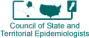 Council of State and
Territorial Epidemiologists